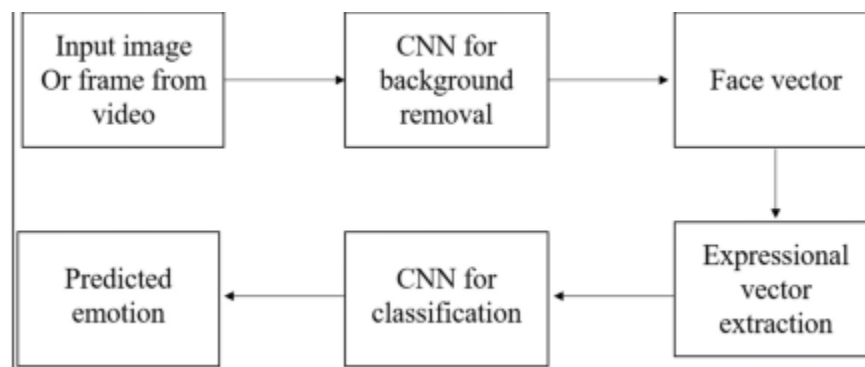 Input image
Or frame from
video
CNN for
background
removal
Face vector
Expressional
vector
extraction
CNN for
classification
Predicted
emotion